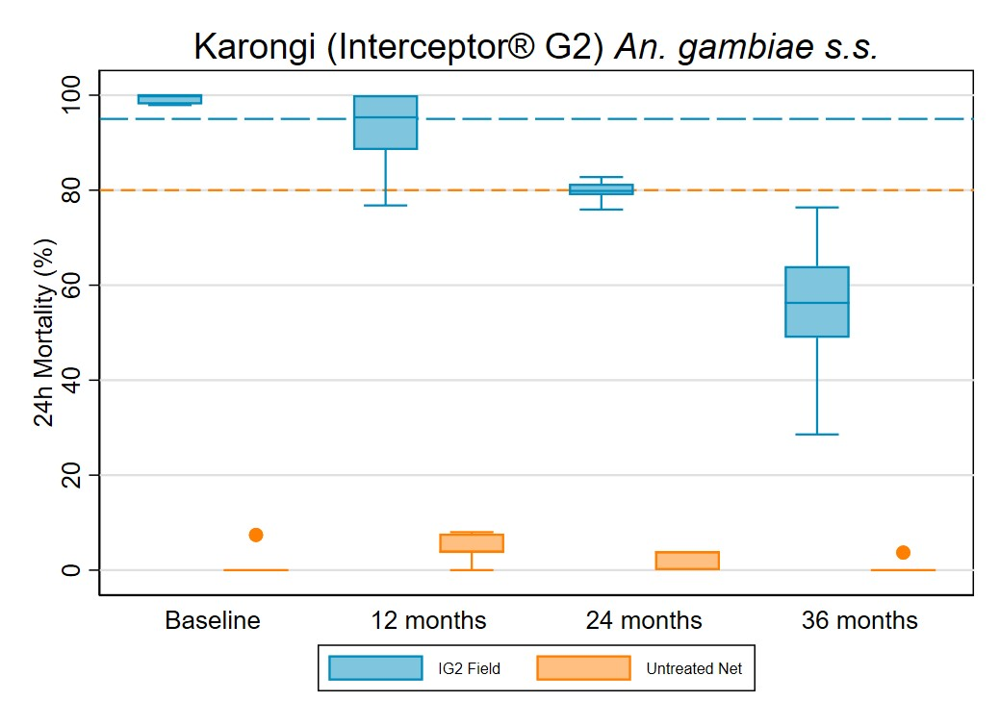 Karongi (Interceptor® G2) An. gambiae s.s.
24h Mortality (%)
100
80
60
40
20
0
Baseline
12 months
24 months
36 months
IG2 Field
Untreated Net